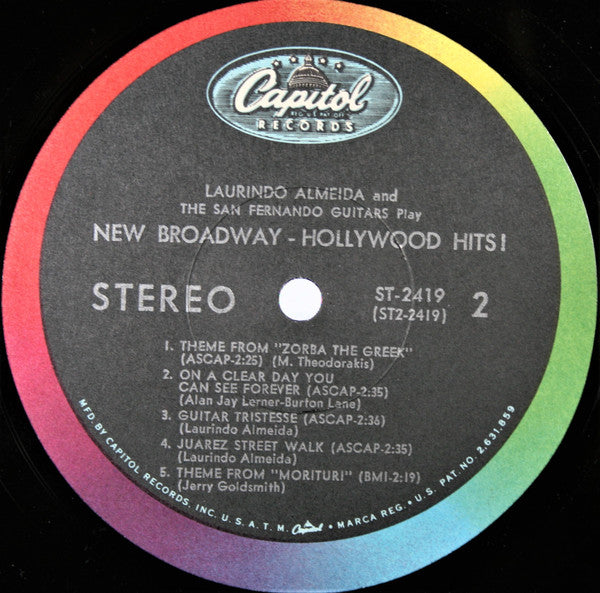 Capitol
REG. U.S. PAT. OFF.
RECORDS
LAURINDO ALMEIDA and
THE SAN FERNANDO GUITARS Play
NEW BROADWAY - HOLLYWOOD HITS!
STEREO
ST-2419
(ST2-2419)
2
1. THEME FROM "ZORBA THE GREEK"
(ASCAP-2:25) (M. Theodorakis)
2. ON A CLEAR DAY YOU
CAN SEE FOREVER (ASCAP-2:35)
(Alan Jay Lerner-Burton Lane)
3. GUITAR TRISTESSE (ASCAP-2:36)
(Laurindo Almeida)
4. JUAREZ STREET WALK (ASCAP-2:35)
(Laurindo Almeida)
5. THEME FROM "MORITURI" (BMI-2:19)
(Jerry Goldsmith)
MFD. BY CAPITOL RECORDS, INC. U.S.A. T.M. Capitol • MARCA REG. • U.S. PAT. NO. 2,631,859